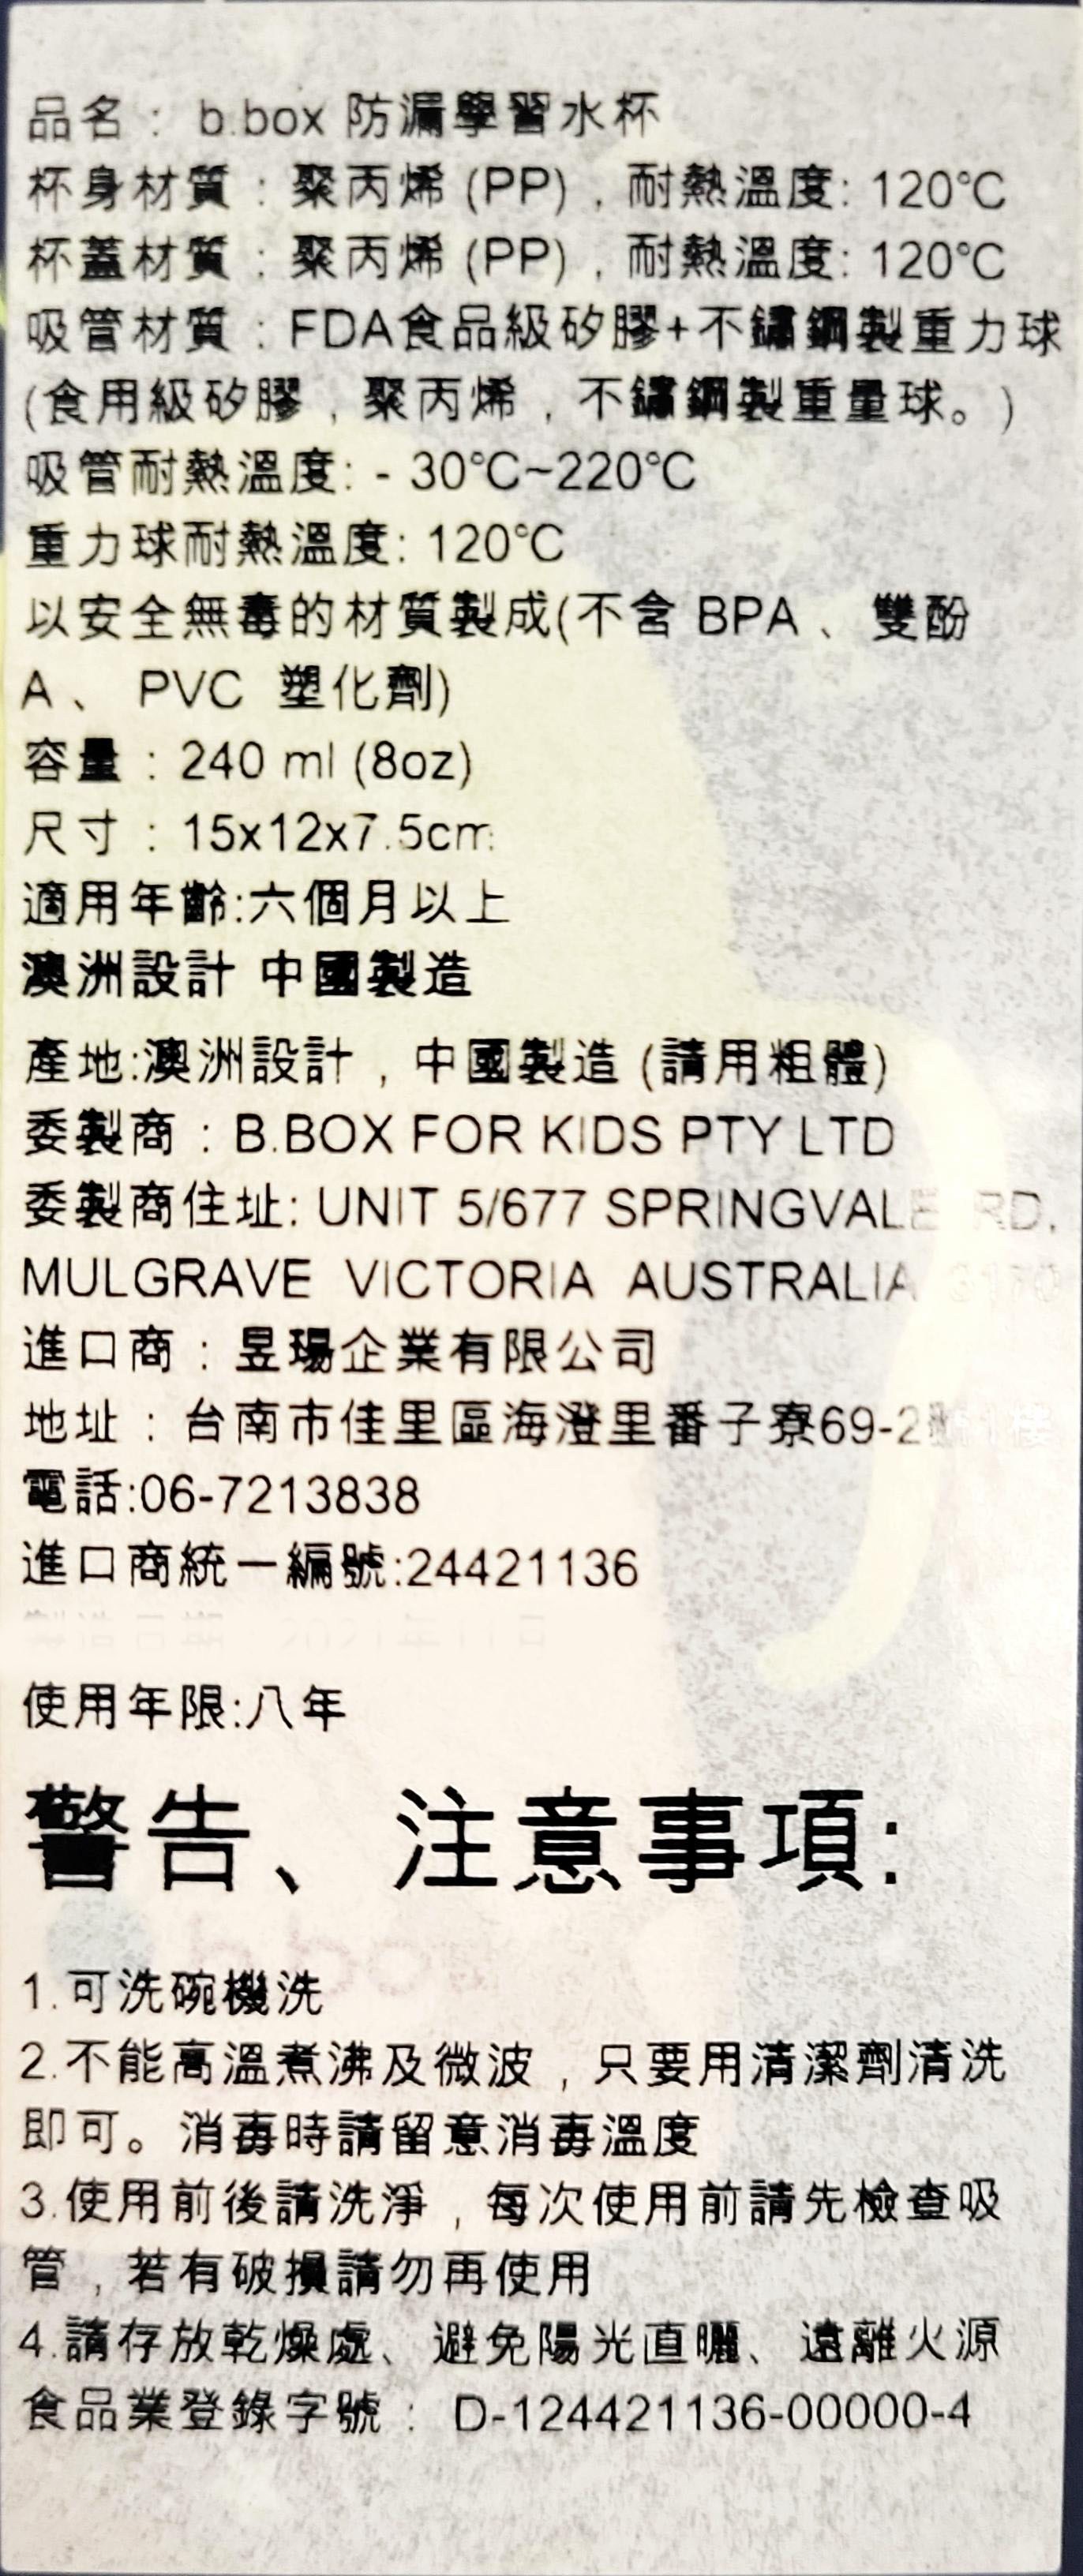 品名： b.box 防漏學習水杯
杯身材質：聚丙烯 (PP)，耐熱溫度: 120°C
杯蓋材質：聚丙烯 (PP)，耐熱溫度: 120°C
吸管材質：FDA食品級矽膠+不鏽鋼製重力球
(食用級矽膠，聚丙烯，不鏽鋼製重量球。)
吸管耐熱溫度: - 30°C~220°C
重力球耐熱溫度: 120°C
以安全無毒的材質製成(不含 BPA 、雙酚
A 、 PVC 塑化劑)
容量：240 ml (8oz)
尺寸：15x12x7.5cm
適用年齡:六個月以上
澳洲設計 中國製造
產地:澳洲設計，中國製造 (請用粗體)
委製商：B.BOX FOR KIDS PTY LTD
委製商住址: UNIT 5/677 SPRINGVALE RD,
MULGRAVE VICTORIA AUSTRALIA
進口商：昱瑒企業有限公司
地址：台南市佳里區海澄里番子寮69-2號
電話:06-7213838
進口商統一編號:24421136
使用年限:八年
警告、注意事項:
1.可洗碗機洗
2.不能高溫煮沸及微波，只要用清潔劑清洗
即可。消毒時請留意消毒溫度
3.使用前後請洗淨，每次使用前請先檢查吸
管，若有破損請勿再使用
4.請存放乾燥處、避免陽光直曬、遠離火源
食品業登錄字號： D-124421136-00000-4